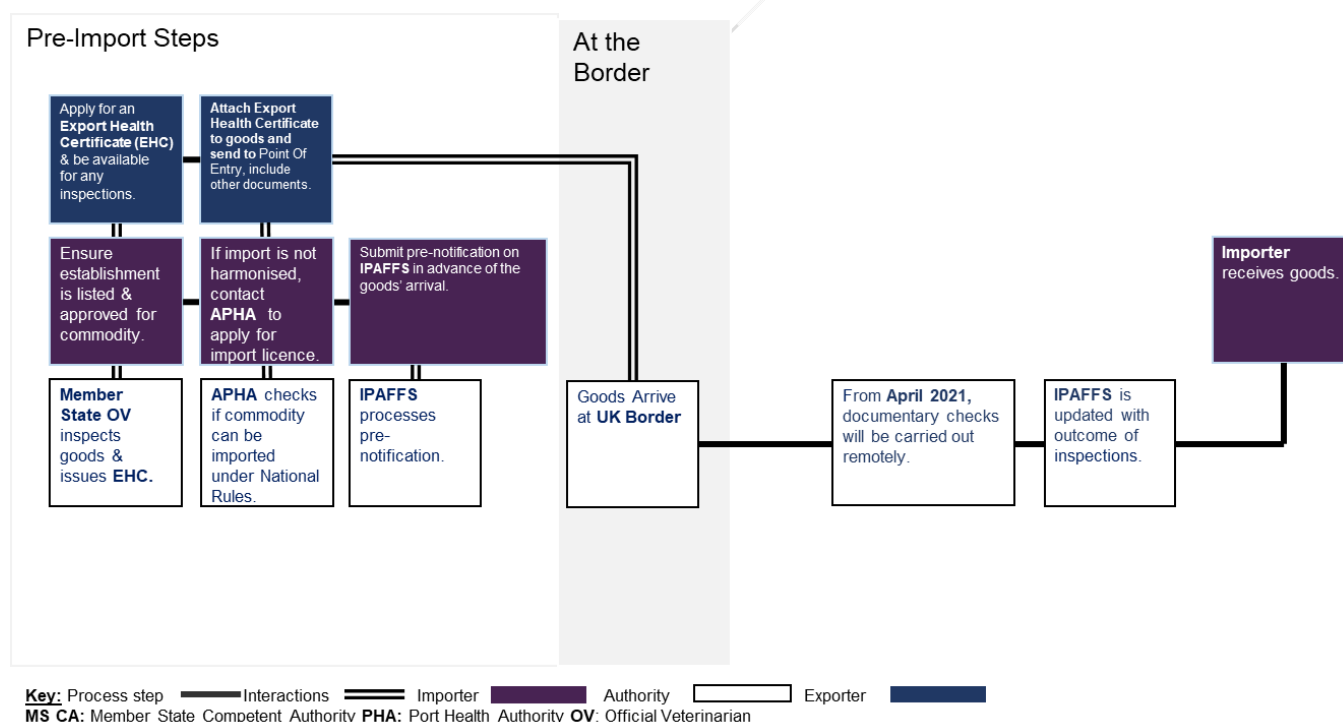 Pre-Import Steps
At the
Border
Apply for an
Export Health
Certificate (EHC)
& be available
for any
inspections.
Attach Export
Health Certificate
to goods and
send to Point Of
Entry, include
other documents.
Ensure
establishment
is listed &
approved for
commodity.
If import is not
harmonised,
contact
APHA to
apply for
import licence.
Submit pre-notification on
IPAFFS in advance of the
goods' arrival.
Importer
receives goods.
Member
State OV
inspects
goods &
issues EHC.
APHA checks
if commodity
can be
imported
under National
Rules.
IPAFFS
processes
pre-
notification.
Goods Arrive
at UK Border
From April 2021,
documentary checks
will be carried out
remotely.
IPAFFS is
updated with
outcome of
inspections.
Key: Process step Interactions Importer Authority Exporter
MS CA: Member State Competent Authority PHA: Port Health Authority OV: Official Veterinarian